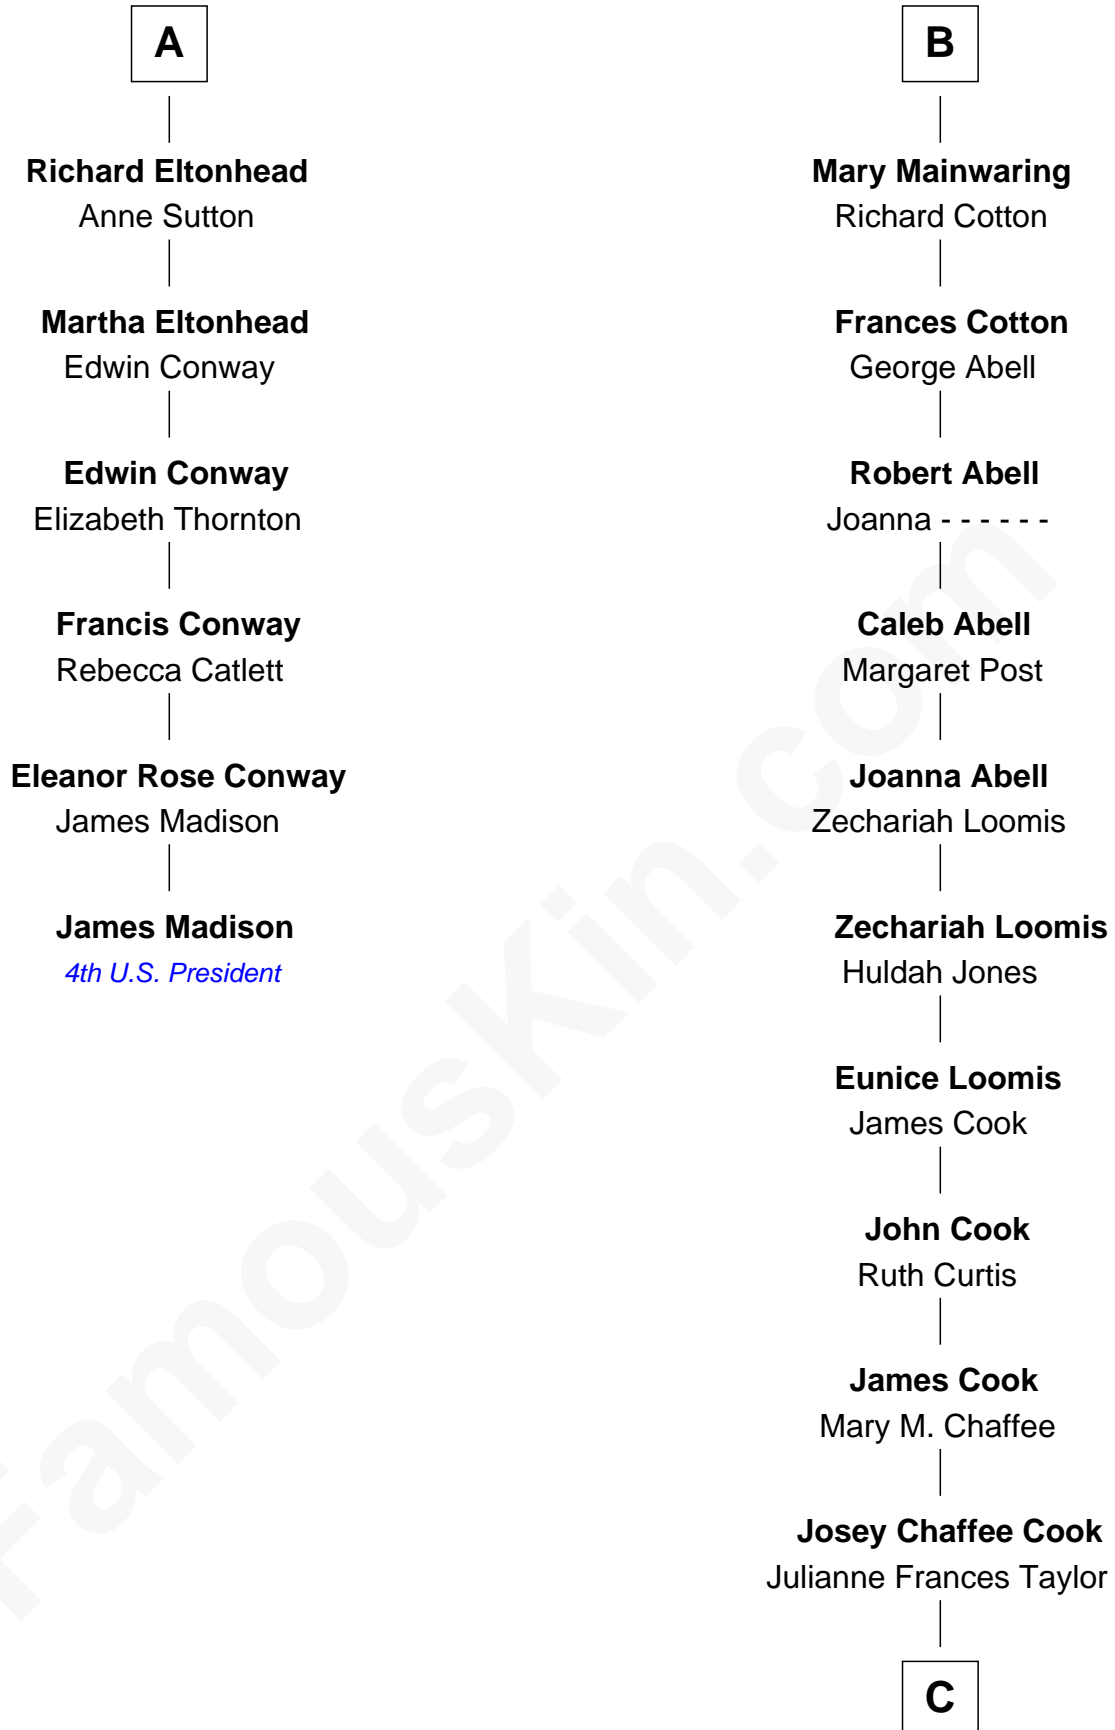 A
Richard Eltonhead
Anne Sutton
Martha Eltonhead
Edwin Conway
Edwin Conway
Elizabeth Thornton
Francis Conway
Rebecca Catlett
Eleanor Rose Conway
James Madison
James Madison
4th U.S. President
B
Mary Mainwaring
Richard Cotton
Frances Cotton
George Abell
Robert Abell
Joanna - - - - - -
Caleb Abell
Margaret Post
Joanna Abell
Zechariah Loomis
Zechariah Loomis
Huldah Jones
Eunice Loomis
James Cook
John Cook
Ruth Curtis
James Cook
Mary M. Chaffee
Josey Chaffee Cook
Julianne Frances Taylor
C
FamousKin.com